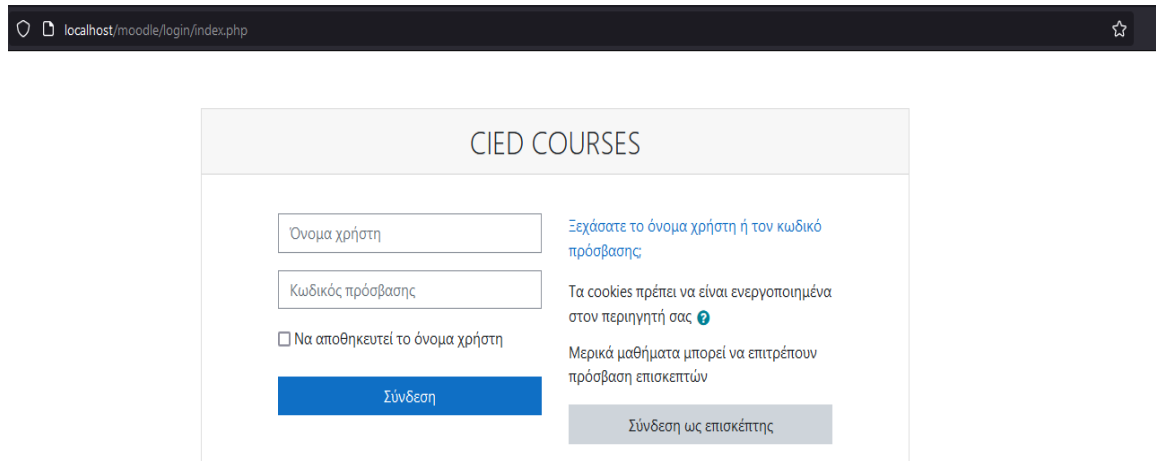 localhost/moodle/login/index.php
CIED COURSES
Όνομα χρήστη
Κωδικός πρόσβασης
Να αποθηκευτεί το όνομα χρήστη
Σύνδεση
Ξεχάσατε το όνομα χρήστη ή τον κωδικό
πρόσβασης;
Τα cookies πρέπει να είναι ενεργοποιημένα
στον περιηγητή σας ?
Μερικά μαθήματα μπορεί να επιτρέπουν
πρόσβαση επισκεπτών
Σύνδεση ως επισκέπτης